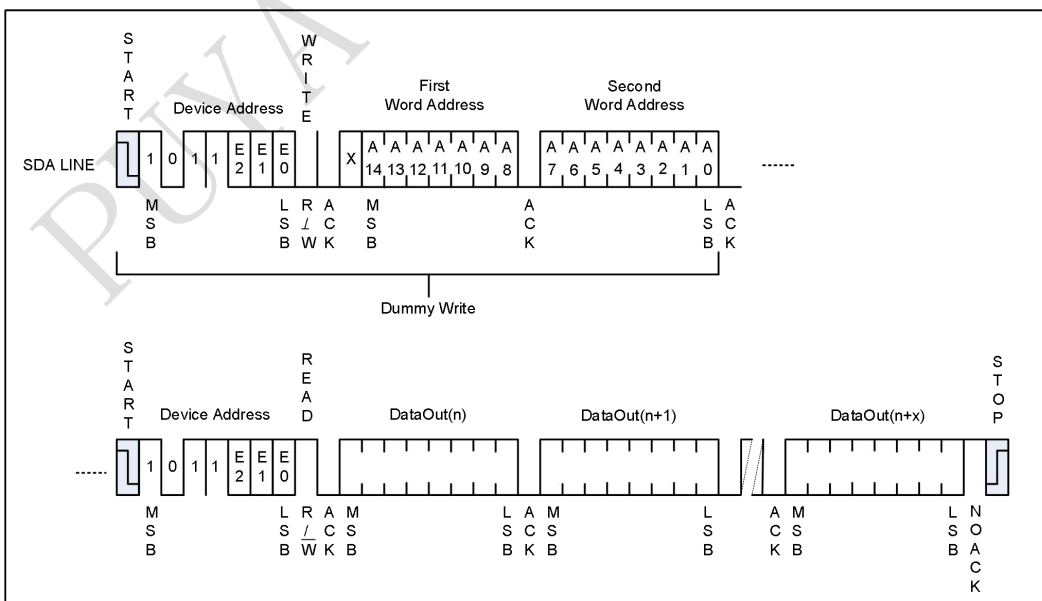 PUYA
START
WRITE
First
Word Address
Second
Word Address
Device Address
SDA LINE
1 0 1 1 E2 E1 E0
X A14 A13 A12 A11 A10 A9 A8
A7 A6 A5 A4 A3 A2 A1 A0
MSB
LSB
R/W
ACK
MSB
ACK
LSB
ACK
Dummy Write
START
READ
STOP
Device Address
DataOut(n)
DataOut(n+1)
DataOut(n+x)
1 0 1 1 E2 E1 E0
MSB
LSB
R/W
ACK
MSB
LSB
ACK
MSB
LSB
ACK
MSB
LSB
NOACK